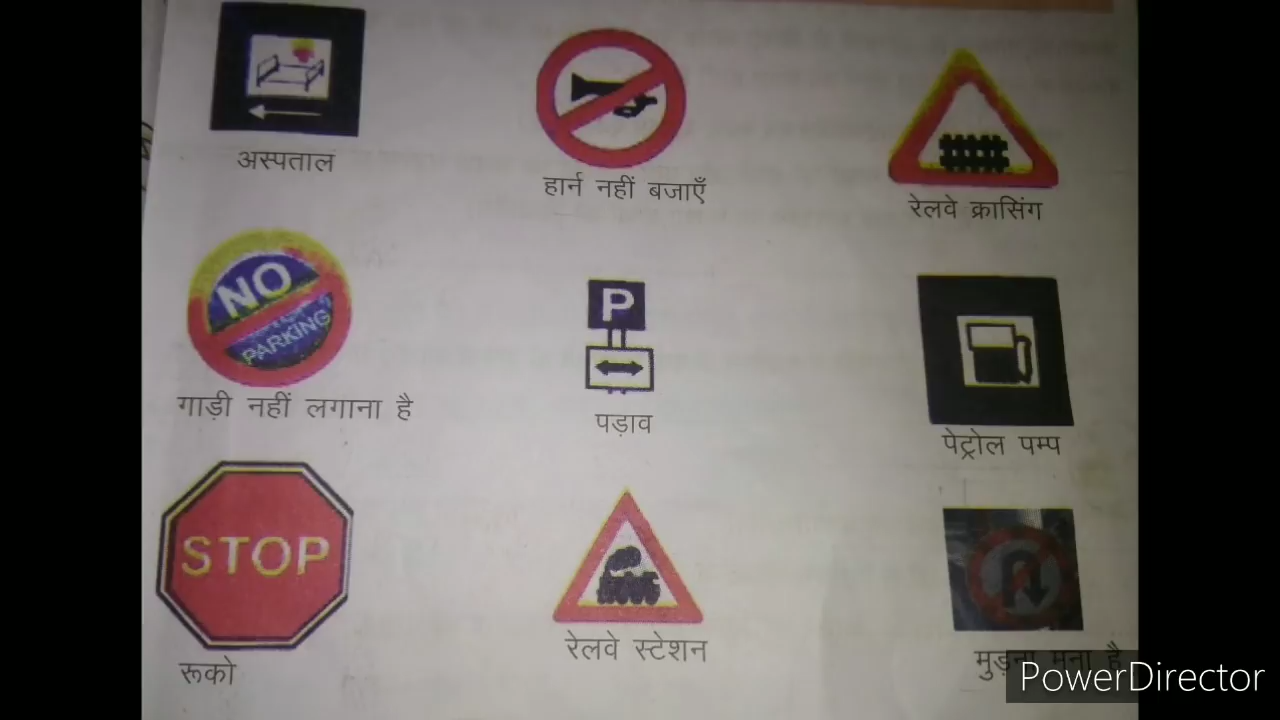 अस्पताल
हार्न नहीं बजाएँ
रेलवे क्रासिंग
NO
PARKING
गाड़ी नहीं लगाना है
P
पड़ाव
पेट्रोल पम्प
STOP
रूको
रेलवे स्टेशन
मुड़ना मना है
PowerDirector